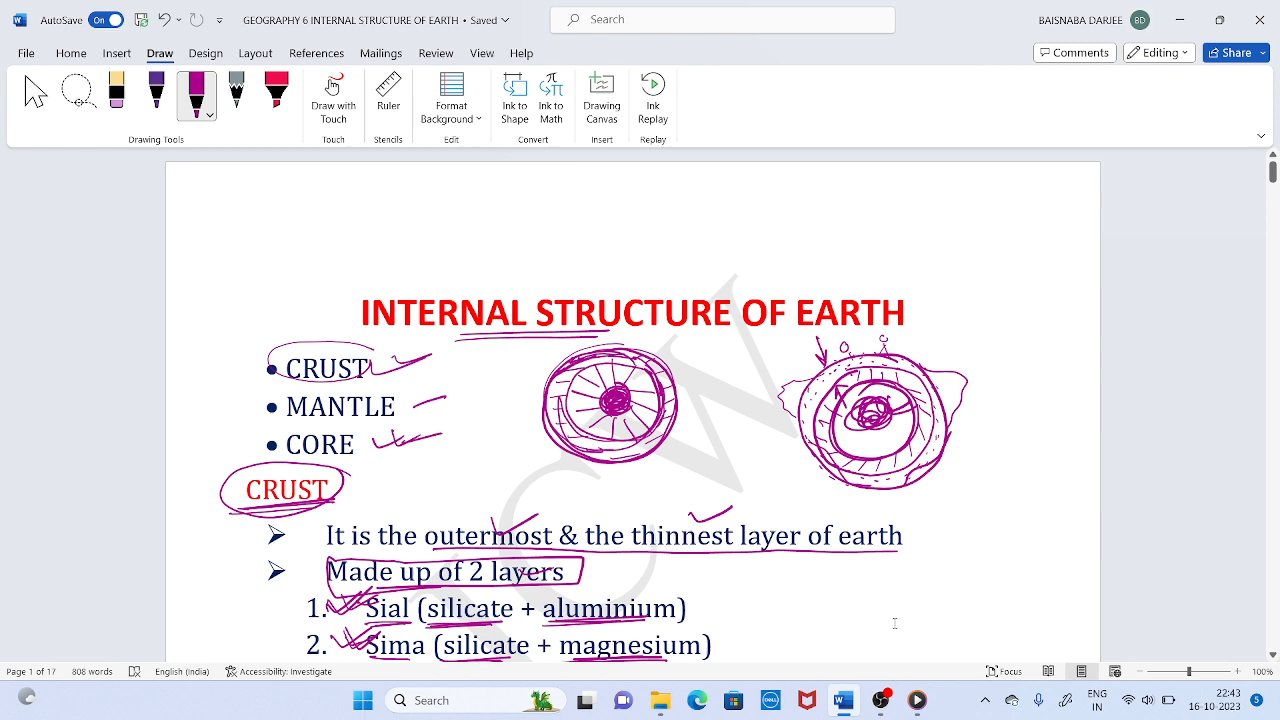 AutoSave On GEOGRAPHY 6 INTERNAL STRUCTURE OF EARTH • Saved Search BAISNABA DARJEE BD
File Home Insert Draw Design Layout References Mailings Review View Help Comments Editing Share
Draw with Touch Ruler Format Background Ink to Shape Ink to Math Drawing Canvas Ink Replay
Drawing Tools Touch Stencils Edit Convert Insert Replay
INTERNAL STRUCTURE OF EARTH
• CRUST
• MANTLE
• CORE
CRUST
➢ It is the outermost & the thinnest layer of earth
➢ Made up of 2 layers
1. Sial (silicate + aluminium)
2. Sima (silicate + magnesium)
Page 1 of 17 808 words English (India) Accessibility: Investigate Focus 100%
Search DELL ENG IN 22:43 16-10-2023 5